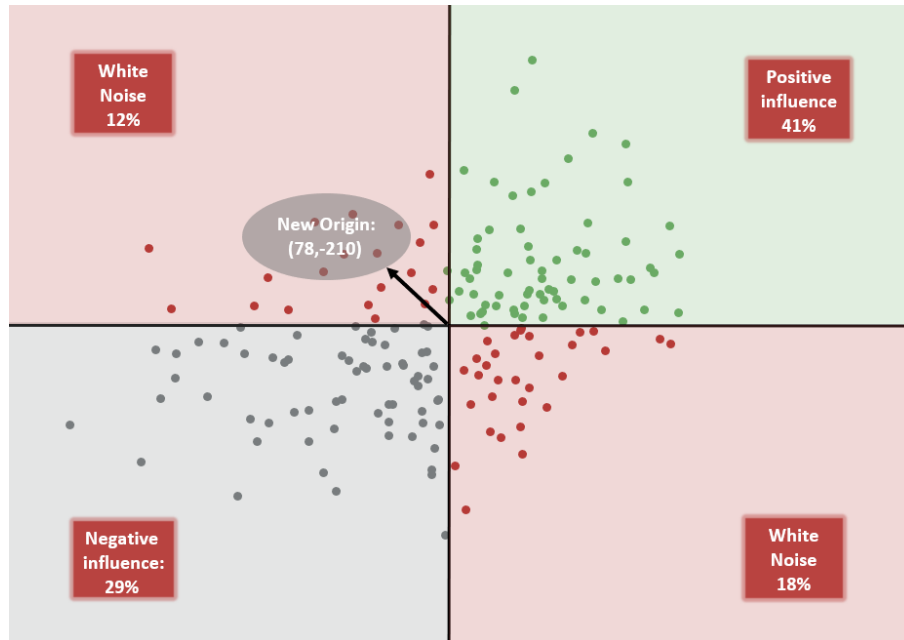 White
Noise
12%
Positive
influence
41%
New Origin:
(78,-210)
Negative
influence:
29%
White
Noise
18%